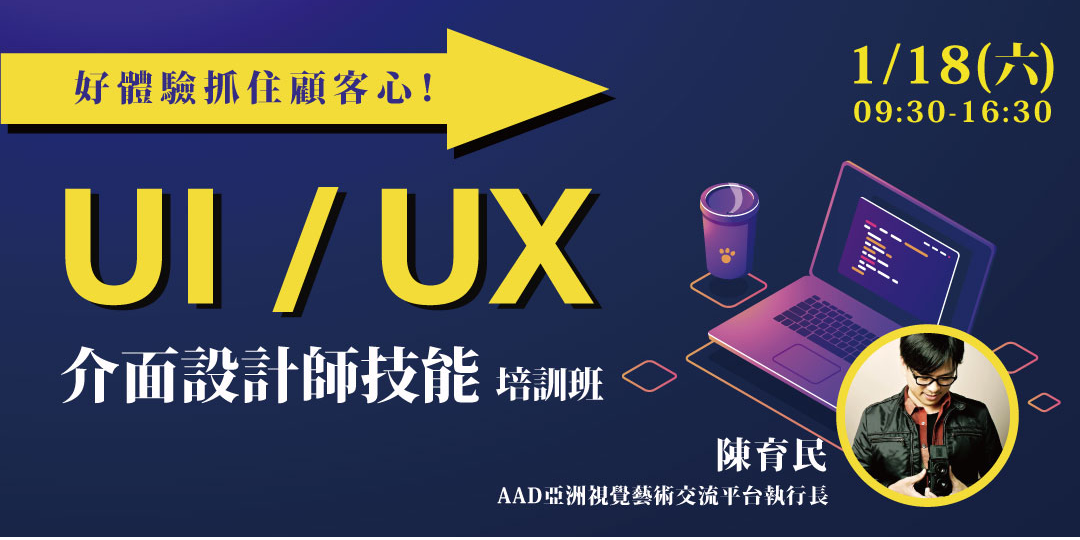 好體驗抓住顧客心!
1/18(六)
09:30-16:30
UI / UX
介面設計師技能 培訓班
陳育民
AAD亞洲視覺藝術交流平台執行長